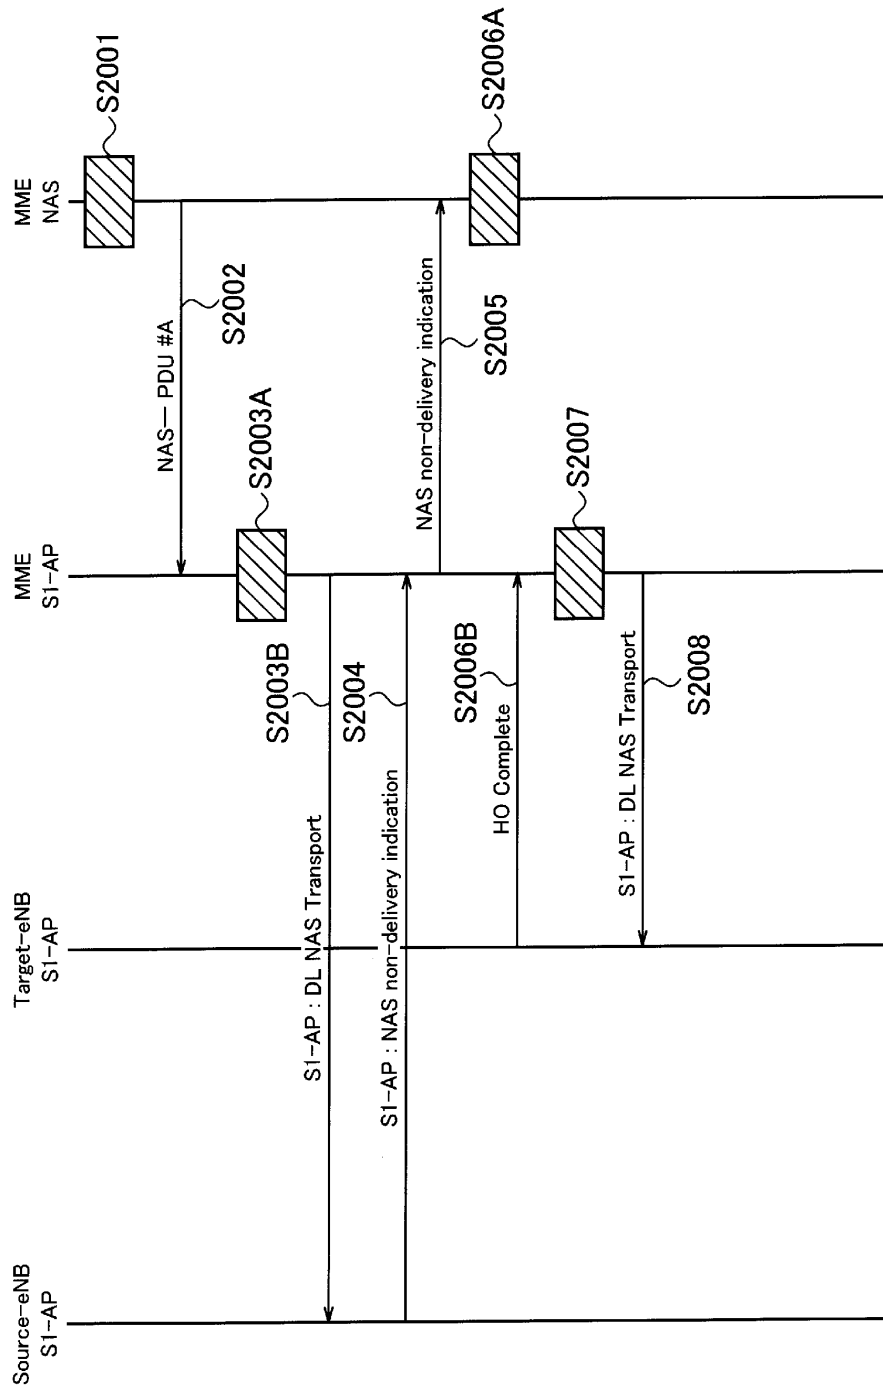 Source-eNB
S1-AP
Target-eNB
S1-AP
MME
S1-AP
MME
NAS
S2001
NAS— PDU #A
S2002
S2003A
S1-AP : DL NAS Transport
S2003B
S1-AP : NAS non-delivery indication
S2004
NAS non-delivery indication
S2005
S2006A
HO Complete
S2006B
S2007
S1-AP : DL NAS Transport
S2008